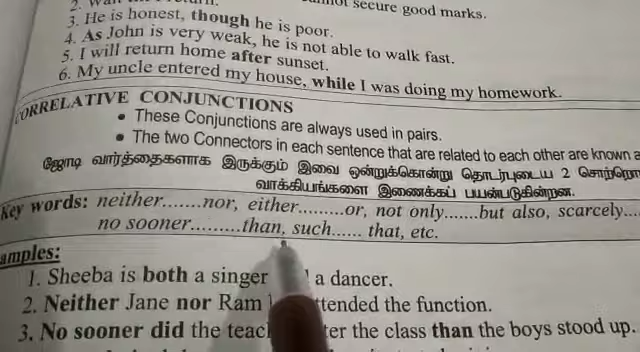 2. 
secure good marks.
3. He is honest, though he is poor.
4. As John is very weak, he is not able to walk fast.
5. I will return home after sunset.
6. My uncle entered my house, while I was doing my homework.
CORRELATIVE CONJUNCTIONS
• These Conjunctions are always used in pairs.
• The two Connectors in each sentence that are related to each other are known a
ஜோடி வார்த்தைகளாக இருக்கும் இவை ஒன்றுக்கொன்று தொடர்புடைய 2
வாக்கியங்களை இணைக்கப் பயன்படுகின்றன.
Key words: neither.......nor, either.........or, not only......but also, scarcely....
no sooner.........than, such...... that, etc.
amples:
1. Sheeba is both a singer a dancer.
2. Neither Jane nor Ram ttended the function.
3. No sooner did the teac ter the class than the boys stood up.